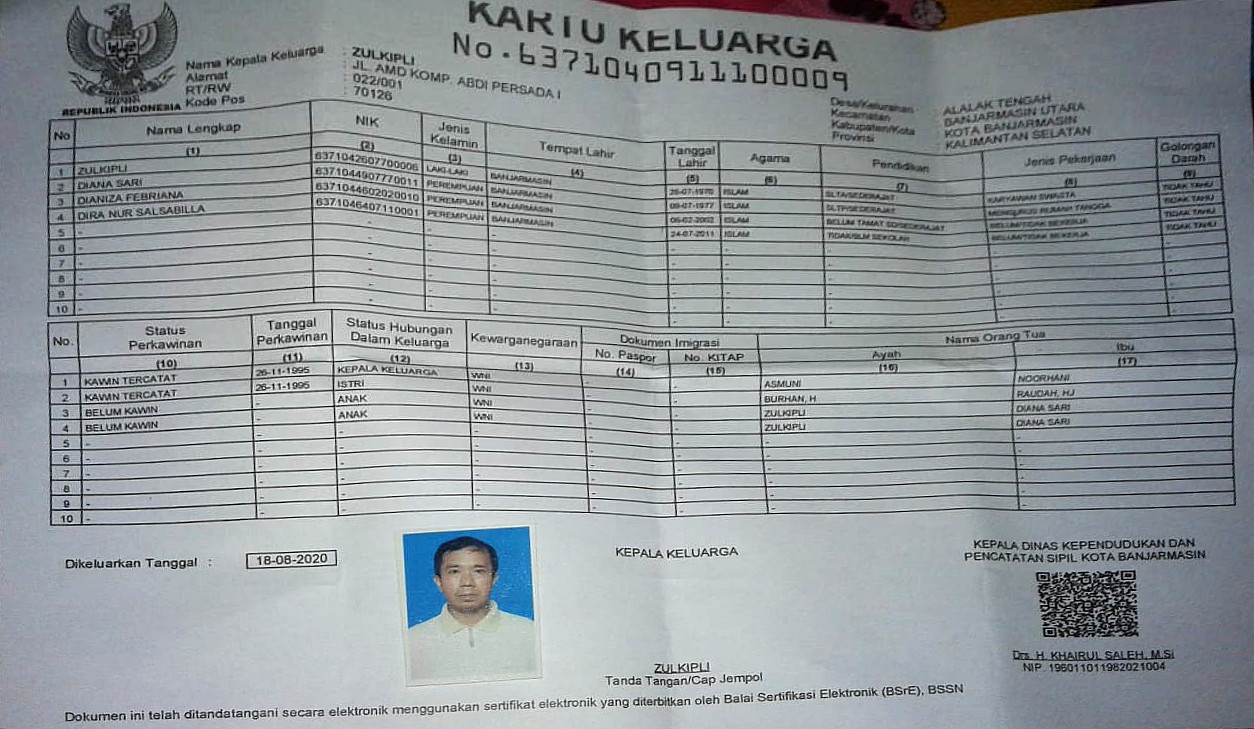 KARTU KELUARGA
No.6371040911100009
REPUBLIK INDONESIA
Nama Kepala Keluarga : ZULKIPLI
Alamat : JL. AMD KOMP. ABDI PERSADA I
RT/RW : 022/001
Kode Pos : 70126
Desa/Kelurahan : ALALAK TENGAH
Kecamatan : BANJARMASIN UTARA
Kabupaten/Kota : KOTA BANJARMASIN
Provinsi : KALIMANTAN SELATAN
No Nama Lengkap NIK Jenis Kelamin Tempat Lahir Tanggal Lahir Agama Pendidikan Jenis Pekerjaan Golongan Darah
(1) (2) (3) (4) (5) (6) (7) (8) (9)
1 ZULKIPLI 6371042607700006 LAKI-LAKI BANJARMASIN 26-07-1970 ISLAM SLTA/SEDERAJAT KARYAWAN SWASTA TIDAK TAHU
2 DIANA SARI 6371044907770011 PEREMPUAN BANJARMASIN 09-07-1977 ISLAM SLTP/SEDERAJAT MENGURUS RUMAH TANGGA TIDAK TAHU
3 DIANIZA FEBRIANA 6371044602020010 PEREMPUAN BANJARMASIN 06-02-2002 ISLAM BELUM TAMAT SD/SEDERAJAT BELUM/TIDAK BEKERJA TIDAK TAHU
4 DIRA NUR SALSABILLA 6371046407110001 PEREMPUAN BANJARMASIN 24-07-2011 ISLAM TIDAK/BLM SEKOLAH BELUM/TIDAK BEKERJA TIDAK TAHU
5 - - - - - - - - -
6 - - - - - - - - -
7 - - - - - - - - -
8 - - - - - - - - -
9 - - - - - - - - -
10 - - - - - - - - -
No. Status Perkawinan Tanggal Perkawinan Status Hubungan Dalam Keluarga Kewarganegaraan Dokumen Imigrasi Nama Orang Tua
No. Paspor No. KITAP Ayah Ibu
(10) (11) (12) (13) (14) (15) (16) (17)
1 KAWIN TERCATAT 26-11-1995 KEPALA KELUARGA WNI - - ASMUNI NOORHANI
2 KAWIN TERCATAT 26-11-1995 ISTRI WNI - - BURHAN, H RAUDAH, HJ
3 BELUM KAWIN - ANAK WNI - - ZULKIPLI DIANA SARI
4 BELUM KAWIN - ANAK WNI - - ZULKIPLI DIANA SARI
5 - - - - - - - -
6 - - - - - - - -
7 - - - - - - - -
8 - - - - - - - -
9 - - - - - - - -
10 - - - - - - - -
Dikeluarkan Tanggal : 18-08-2020
KEPALA KELUARGA
ZULKIPLI
Tanda Tangan/Cap Jempol
KEPALA DINAS KEPENDUDUKAN DAN
PENCATATAN SIPIL KOTA BANJARMASIN
Drs. H. KHAIRUL SALEH, M.Si
NIP. 196011011982021004
Dokumen ini telah ditandatangani secara elektronik menggunakan sertifikat elektronik yang diterbitkan oleh Balai Sertifikasi Elektronik (BSrE), BSSN